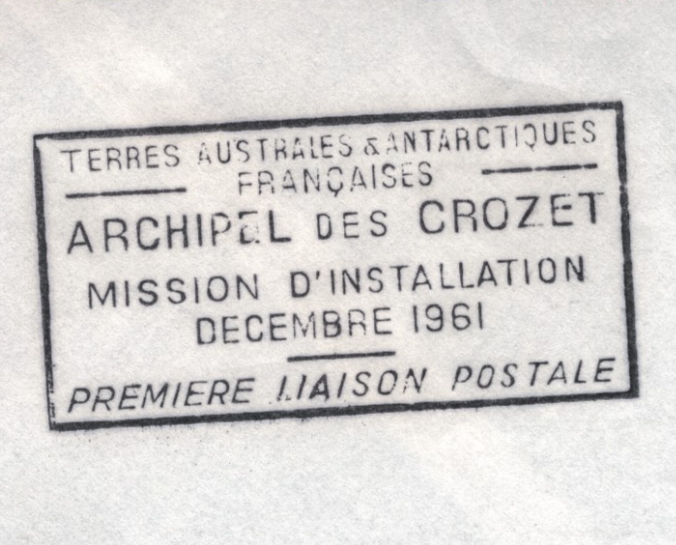 TERRES AUSTRALES & ANTARCTIQUES
FRANÇAISES
ARCHIPEL DES CROZET
MISSION D'INSTALLATION
DECEMBRE 1961
PREMIERE LIAISON POSTALE